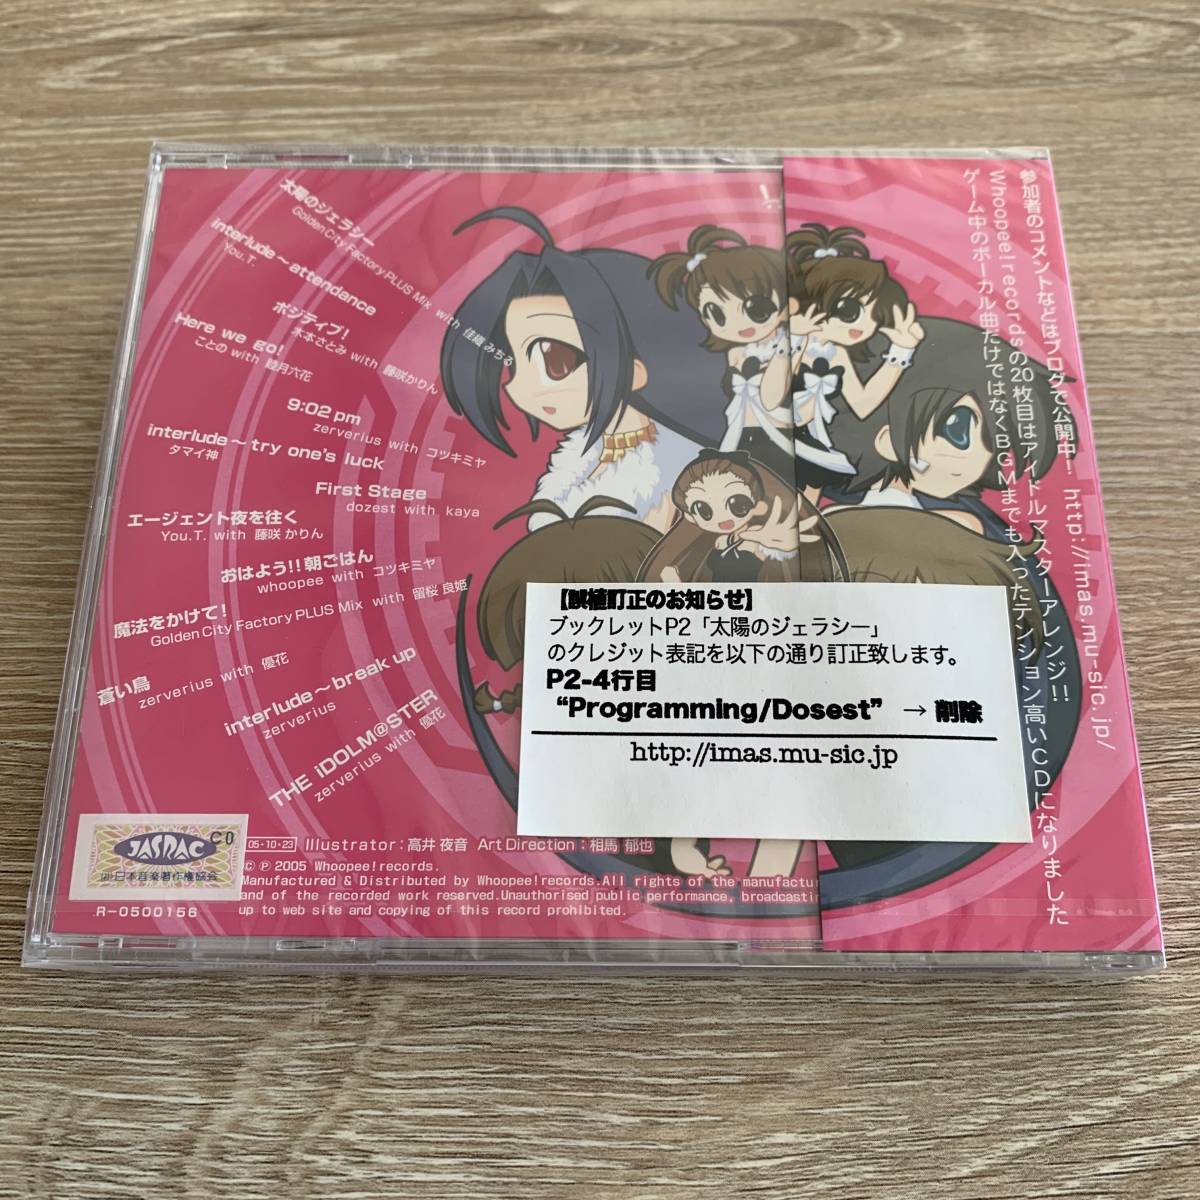 太陽のジェラシー
Golden City Factory PLUS Mix with 佳織 みちる
interlude～attendance
You.T.
ポジティブ!
木本さとみ with 藤咲かりん
Here we go!
ことの with 睦月六花
9:02 pm
zerverius with コツキミヤ
interlude～try one's luck
タマイ神
First Stage
dozest with kaya
エージェント夜を往く
You.T. with 藤咲 かりん
おはよう!!朝ごはん
whoopee with コツキミヤ
魔法をかけて!
Golden City Factory PLUS Mix with 留桜 良姫
蒼い鳥
zerverius with 優花
interlude～break up
zerverius
THE iDOLM@STER
zerverius with 優花
参加者のコメントなどはブログで公開中! http://imas.mu-sic.jp/
Whoopee!recordsの20枚目はアイドルマスターアレンジ!!
ゲーム中のボーカル曲だけではなくBGMまでも入ったテンション高いCDになりました
【誤植訂正のお知らせ】
ブックレットP2「太陽のジェラシー」
のクレジット表記を以下の通り訂正致します。
P2-4行目
“Programming/Dosest” → 削除
http://imas.mu-sic.jp
JASRAC CO
(社)日本音楽著作権協会
R-0500156
05・10・23 Illustrator:高井 夜音 Art Direction:相馬 郁也
© ℗ 2005 Whoopee!records.
Manufactured & Distributed by Whoopee!records.All rights of the manufactu
and of the recorded work reserved.Unauthorised public performance, broadcastin
up to web site and copying of this record prohibited.